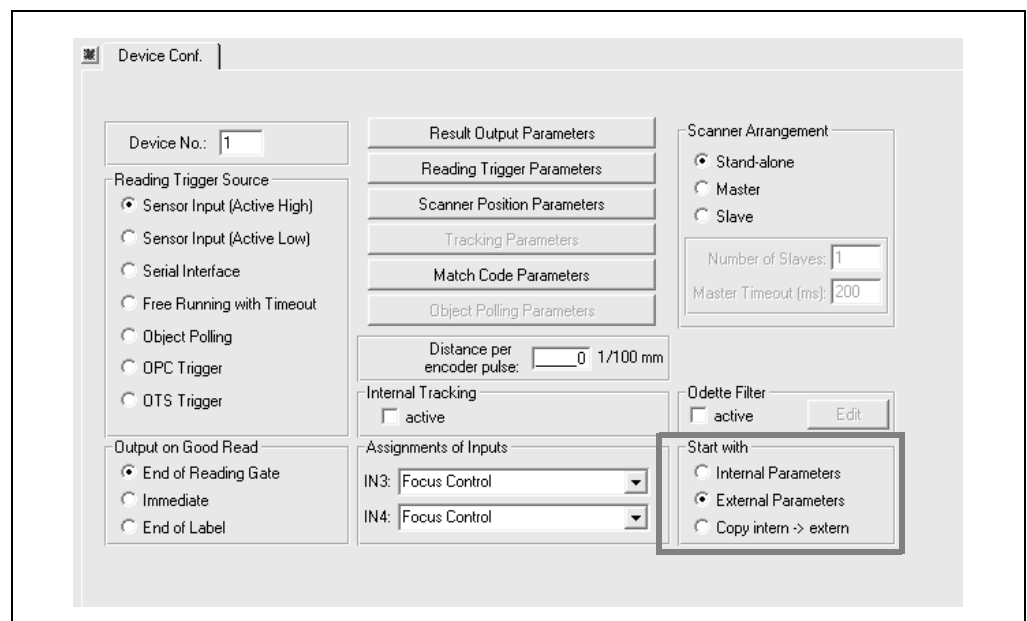 Device Conf.
Device No.: 1
Reading Trigger Source
Sensor Input (Active High)
Sensor Input (Active Low)
Serial Interface
Free Running with Timeout
Object Polling
OPC Trigger
OTS Trigger
Output on Good Read
End of Reading Gate
Immediate
End of Label
Result Output Parameters
Reading Trigger Parameters
Scanner Position Parameters
Tracking Parameters
Match Code Parameters
Object Polling Parameters
Distance per
encoder pulse: _____0 1/100 mm
Internal Tracking
active
Assignments of Inputs
IN3: Focus Control
IN4: Focus Control
Scanner Arrangement
Stand-alone
Master
Slave
Number of Slaves: 1
Master Timeout (ms): 200
Odette Filter
active Edit
Start with
Internal Parameters
External Parameters
Copy intern -> extern